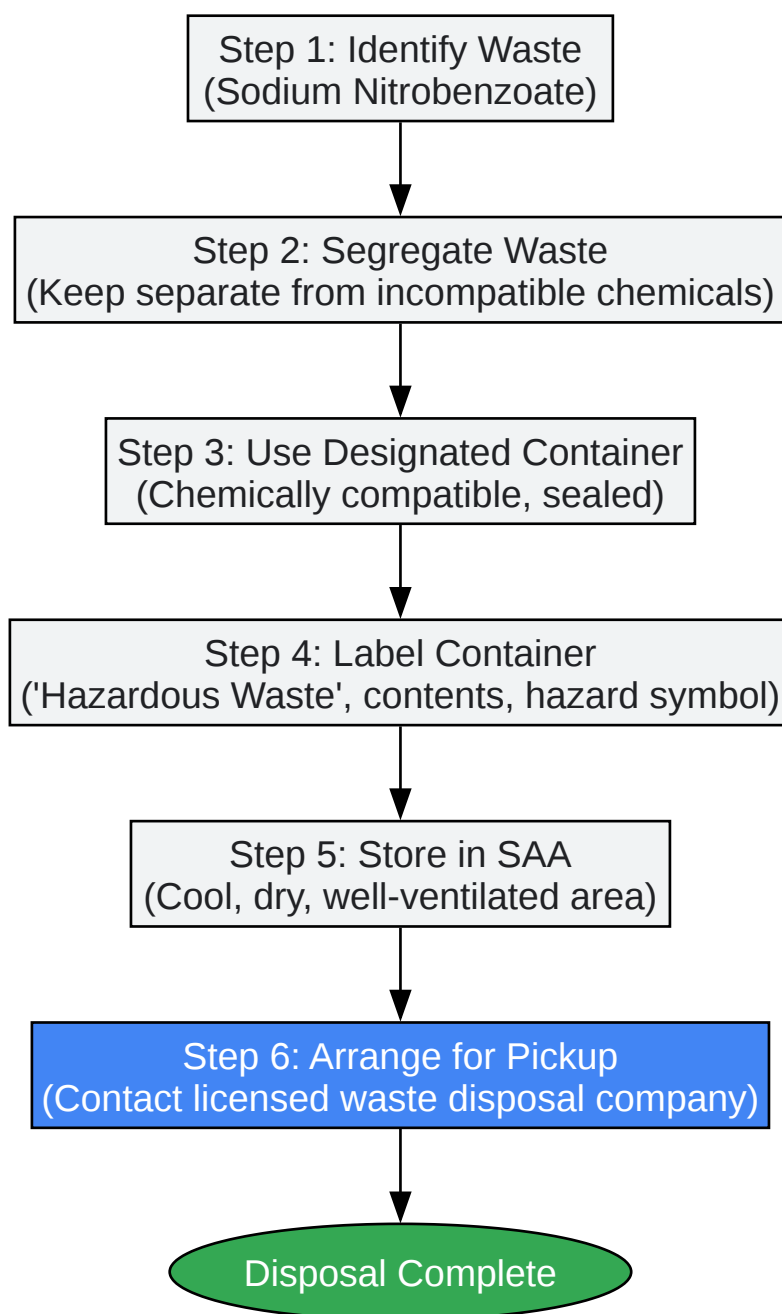 Step 1: Identify Waste
(Sodium Nitrobenzoate)
Step 2: Segregate Waste
(Keep separate from incompatible chemicals)
Step 3: Use Designated Container
(Chemically compatible, sealed)
Step 4: Label Container
('Hazardous Waste', contents, hazard symbol)
Step 5: Store in SAA
(Cool, dry, well-ventilated area)
Step 6: Arrange for Pickup
(Contact licensed waste disposal company)
Disposal Complete